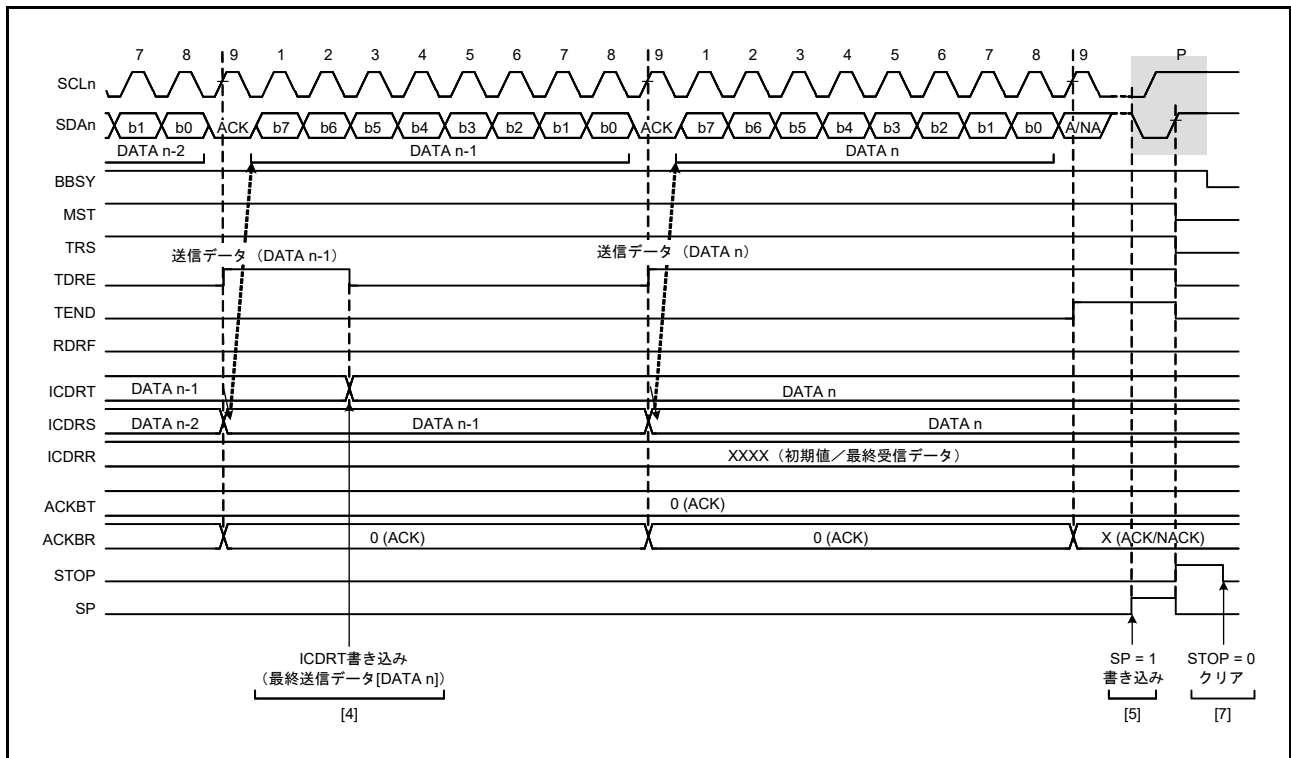 7 8 9 1 2 3 4 5 6 7 8 9 1 2 3 4 5 6 7 8 9 P
SCLn
SDAn b1 b0 ACK b7 b6 b5 b4 b3 b2 b1 b0 ACK b7 b6 b5 b4 b3 b2 b1 b0 A/NA
DATA n-2 DATA n-1 DATA n
BBSY
MST
TRS
送信データ（DATA n-1） 送信データ（DATA n）
TDRE
TEND
RDRF
ICDRT DATA n-1 DATA n
ICDRS DATA n-2 DATA n-1 DATA n
ICDRR XXXX（初期値／最終受信データ）
ACKBT 0 (ACK)
ACKBR 0 (ACK) 0 (ACK) X (ACK/NACK)
STOP
SP
ICDRT書き込み
（最終送信データ[DATA n]）
[4]
SP = 1
書き込み
[5]
STOP = 0
クリア
[7]